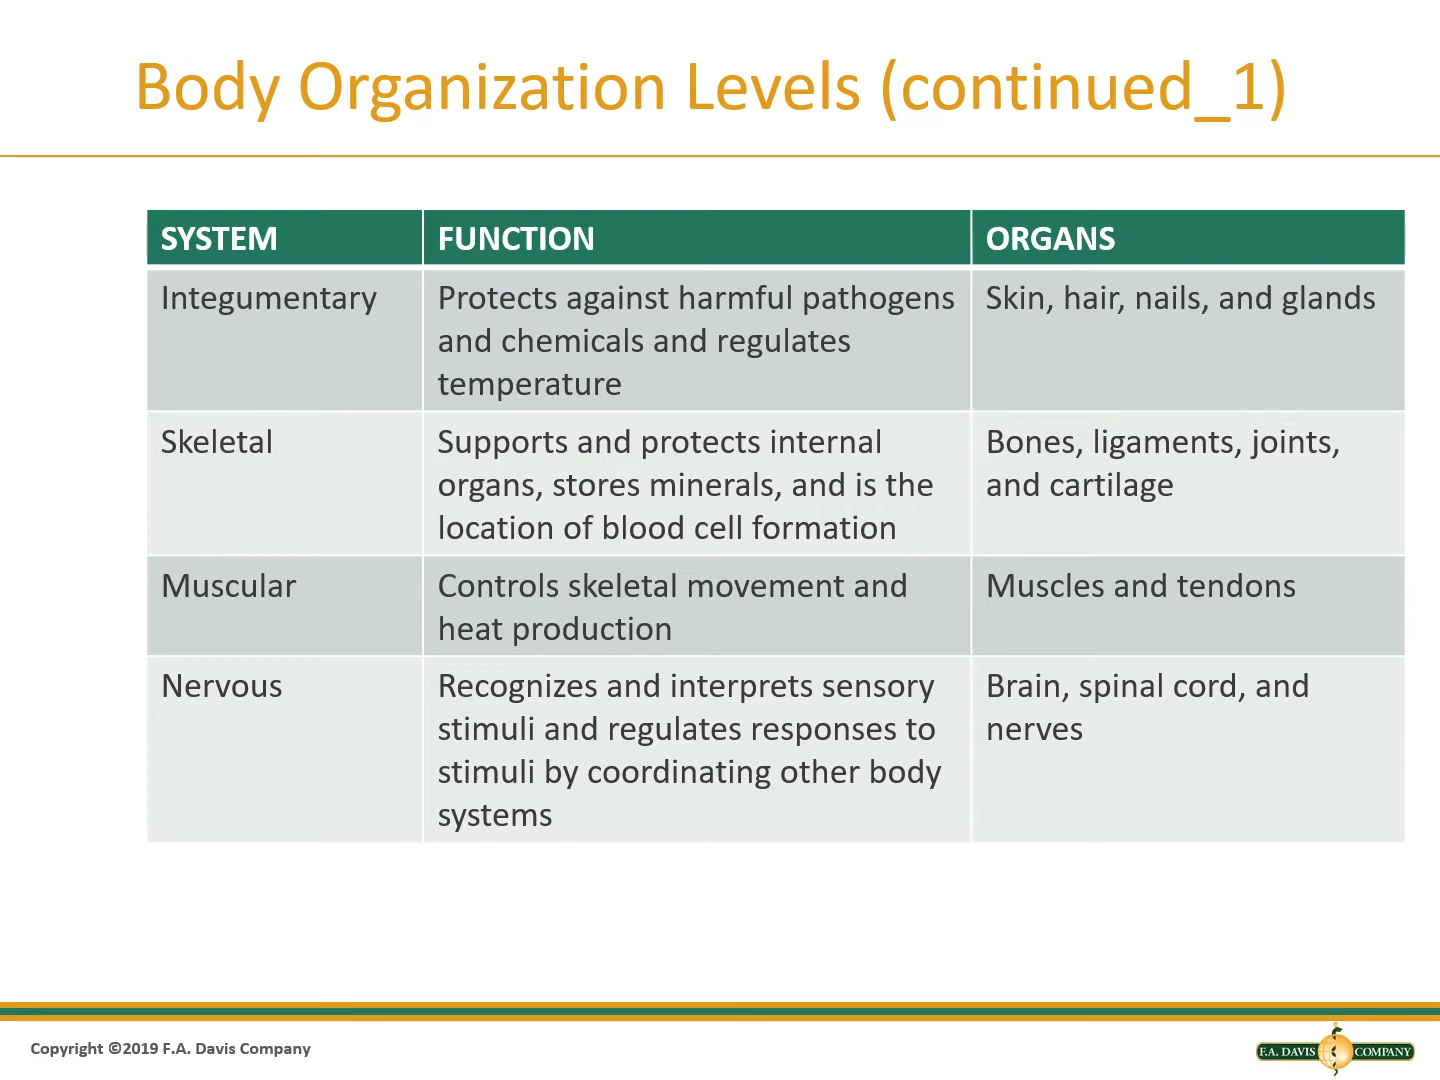 Body Organization Levels (continued_1)
SYSTEM
FUNCTION
ORGANS
Integumentary
Protects against harmful pathogens
and chemicals and regulates
temperature
Skin, hair, nails, and glands
Skeletal
Supports and protects internal
organs, stores minerals, and is the
location of blood cell formation
Bones, ligaments, joints,
and cartilage
Muscular
Controls skeletal movement and
heat production
Muscles and tendons
Nervous
Recognizes and interprets sensory
stimuli and regulates responses to
stimuli by coordinating other body
systems
Brain, spinal cord, and
nerves
Copyright ©2019 F.A. Davis Company
F.A. DAVIS COMPANY